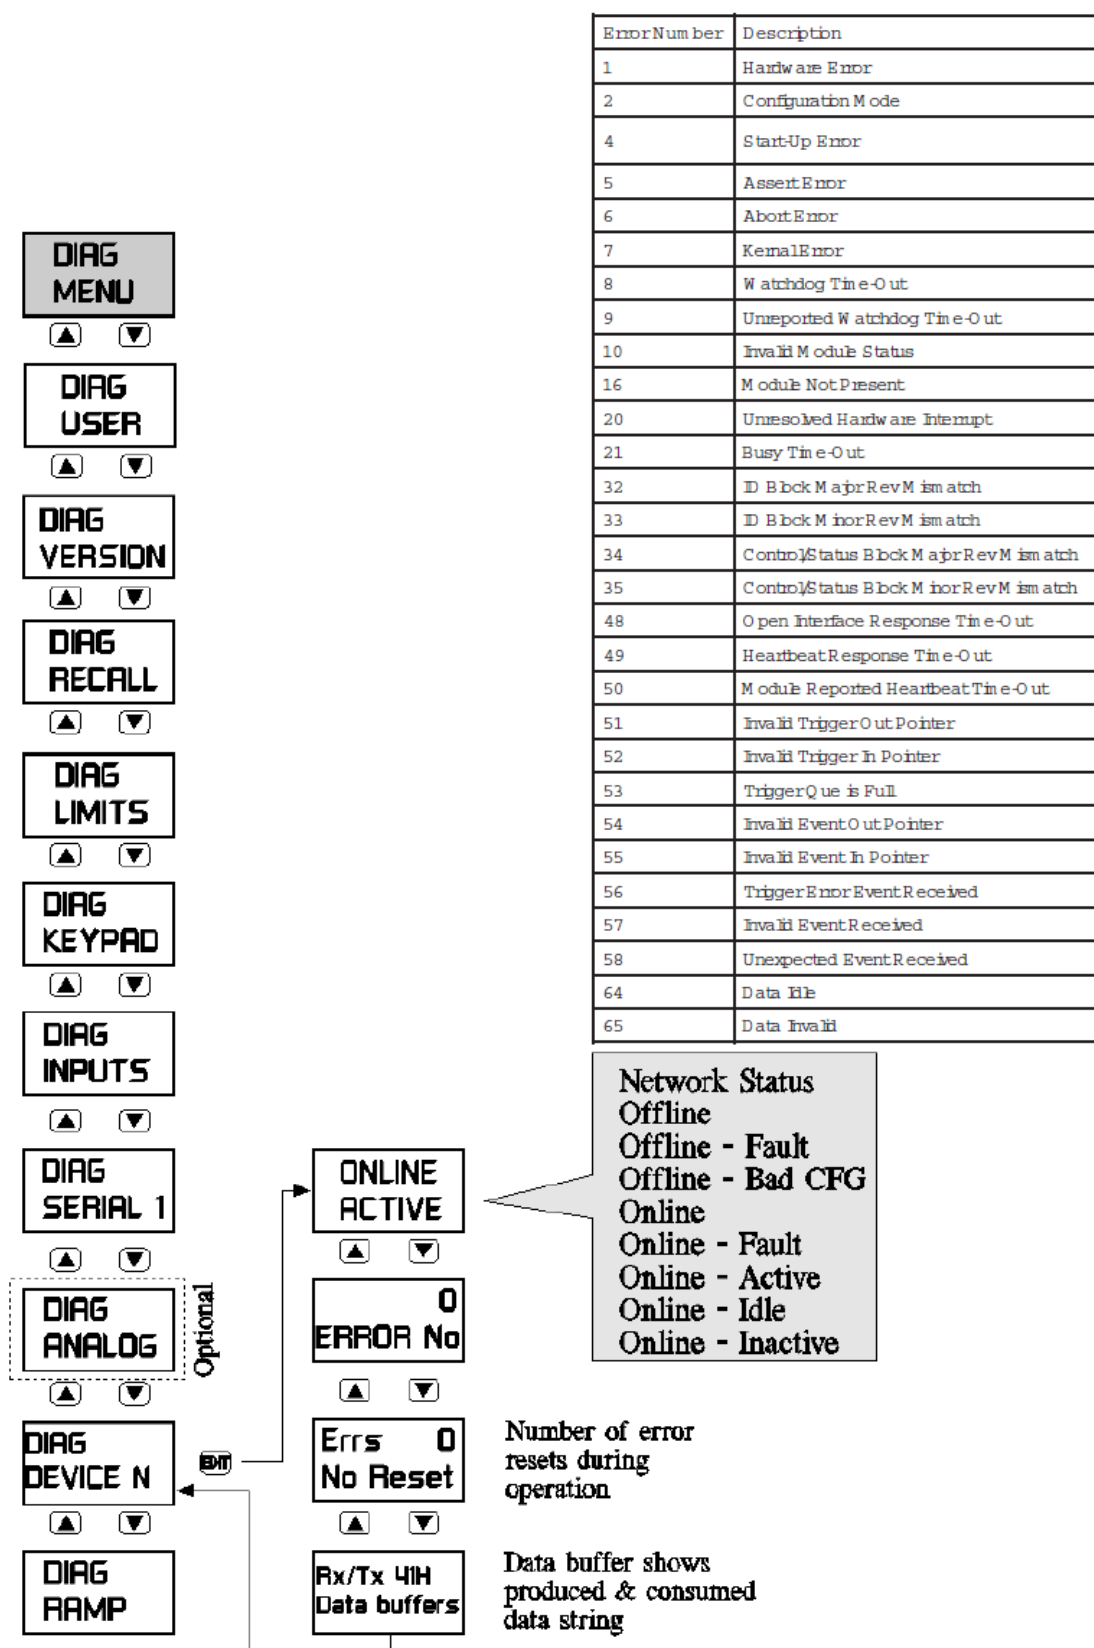 Error Number Description
1 Hardware Error
2 Configuration Mode
4 Start-Up Error
5 Assert Error
6 Abort Error
7 Kernal Error
8 Watchdog Time-Out
9 Unreported Watchdog Time-Out
10 Invalid Module Status
16 Module Not Present
20 Unresolved Hardware Interrupt
21 Busy Time-Out
32 ID Block Major Rev Mismatch
33 ID Block Minor Rev Mismatch
34 Control/Status Block Major Rev Mismatch
35 Control/Status Block Minor Rev Mismatch
48 Open Interface Response Time-Out
49 Heartbeat Response Time-Out
50 Module Reported Heartbeat Time-Out
51 Invalid Trigger Out Pointer
52 Invalid Trigger In Pointer
53 Trigger Que is Full
54 Invalid Event Out Pointer
55 Invalid Event In Pointer
56 Trigger Error Event Received
57 Invalid Event Received
58 Unexpected Event Received
64 Data Idle
65 Data Invalid
DIAG
MENU
DIAG
USER
DIAG
VERSION
DIAG
RECALL
DIAG
LIMITS
DIAG
KEYPAD
DIAG
INPUTS
DIAG
SERIAL 1
DIAG
ANALOG
Optional
DIAG
DEVICE N
EXIT
DIAG
RAMP
ONLINE
ACTIVE
0
ERROR No
Errs 0
No Reset
Rx/Tx 41H
Data buffers
Network Status
Offline
Offline - Fault
Offline - Bad CFG
Online
Online - Fault
Online - Active
Online - Idle
Online - Inactive
Number of error
resets during
operation
Data buffer shows
produced & consumed
data string